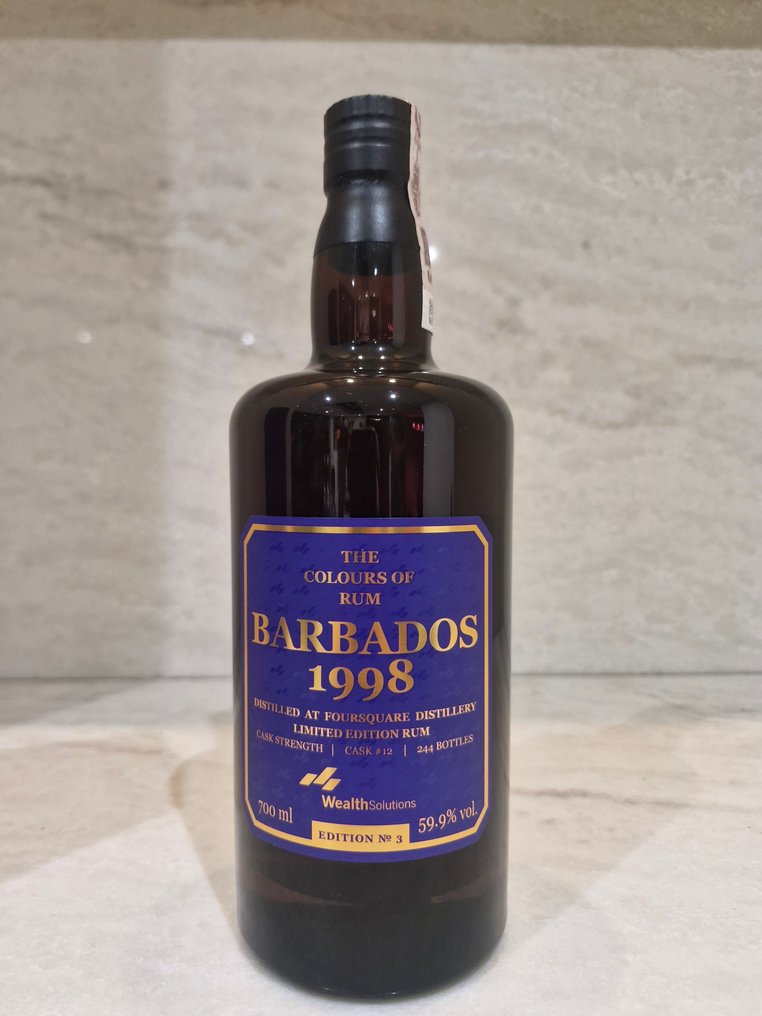 THE
COLOURS OF
RUM
BARBADOS
1998
DISTILLED AT FOURSQUARE DISTILLERY
LIMITED EDITION RUM
CASK STRENGTH | CASK #12 | 244 BOTTLES
WealthSolutions
700 ml
59.9% vol.
EDITION № 3